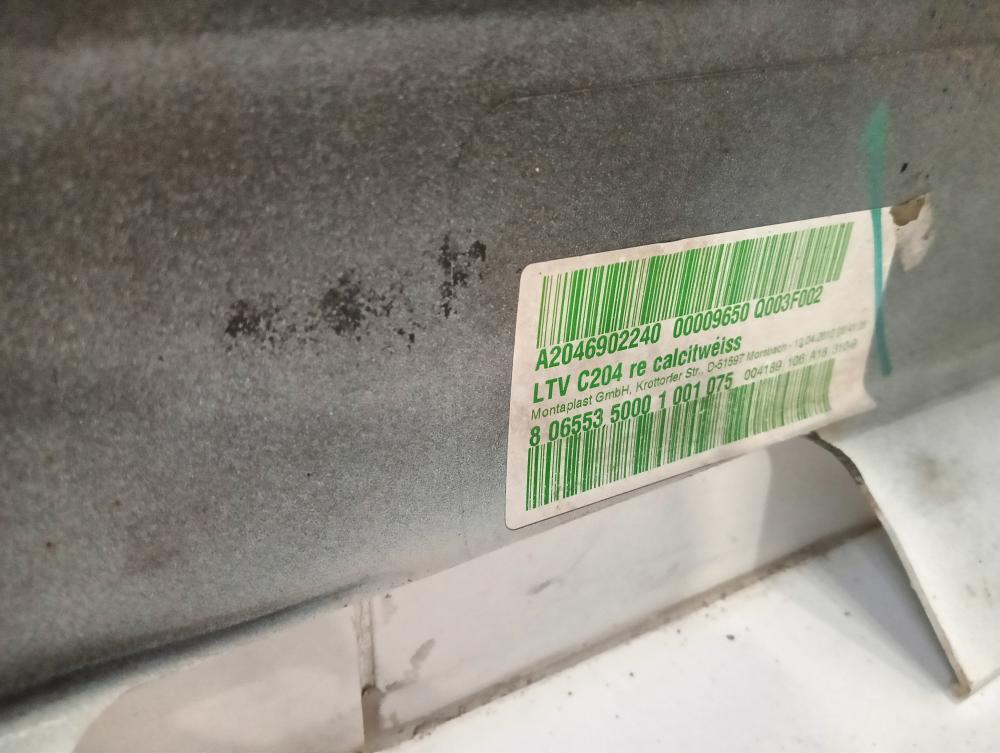 A2046902240 00009650 Q003F002
LTV C204 re calcitweiss
Montaplast GmbH, Krottorfer Str., D-51597 Morsbach -
8 06553 5000 1 001 075 004189 106